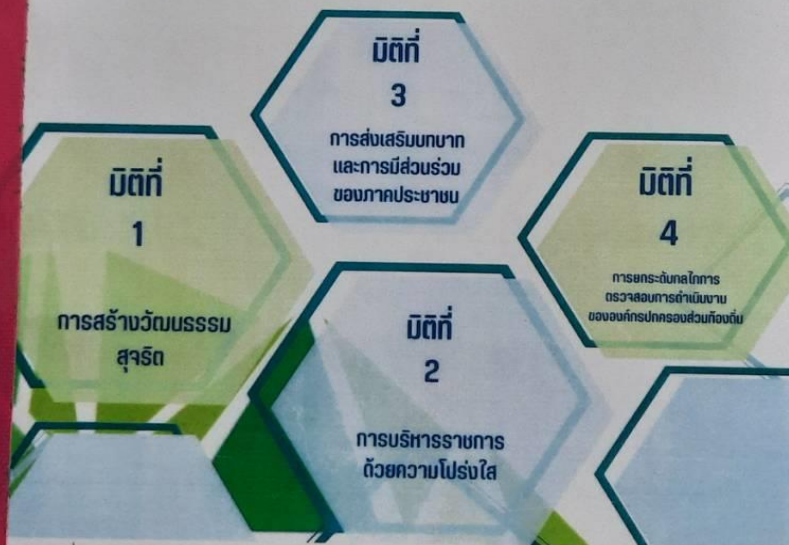 มิติที่
1
การสร้างวัฒนธรรม
สุจริต
มิติที่
2
การบริหารราชการ
ด้วยความโปร่งใส
มิติที่
3
การส่งเสริมบทบาท
และการมีส่วนร่วม
ของภาคประชาชน
มิติที่
4
การยกระดับกลไกการ
ตรวจสอบการดำเนินงาน
ขององค์กรปกครองส่วนท้องถิ่น